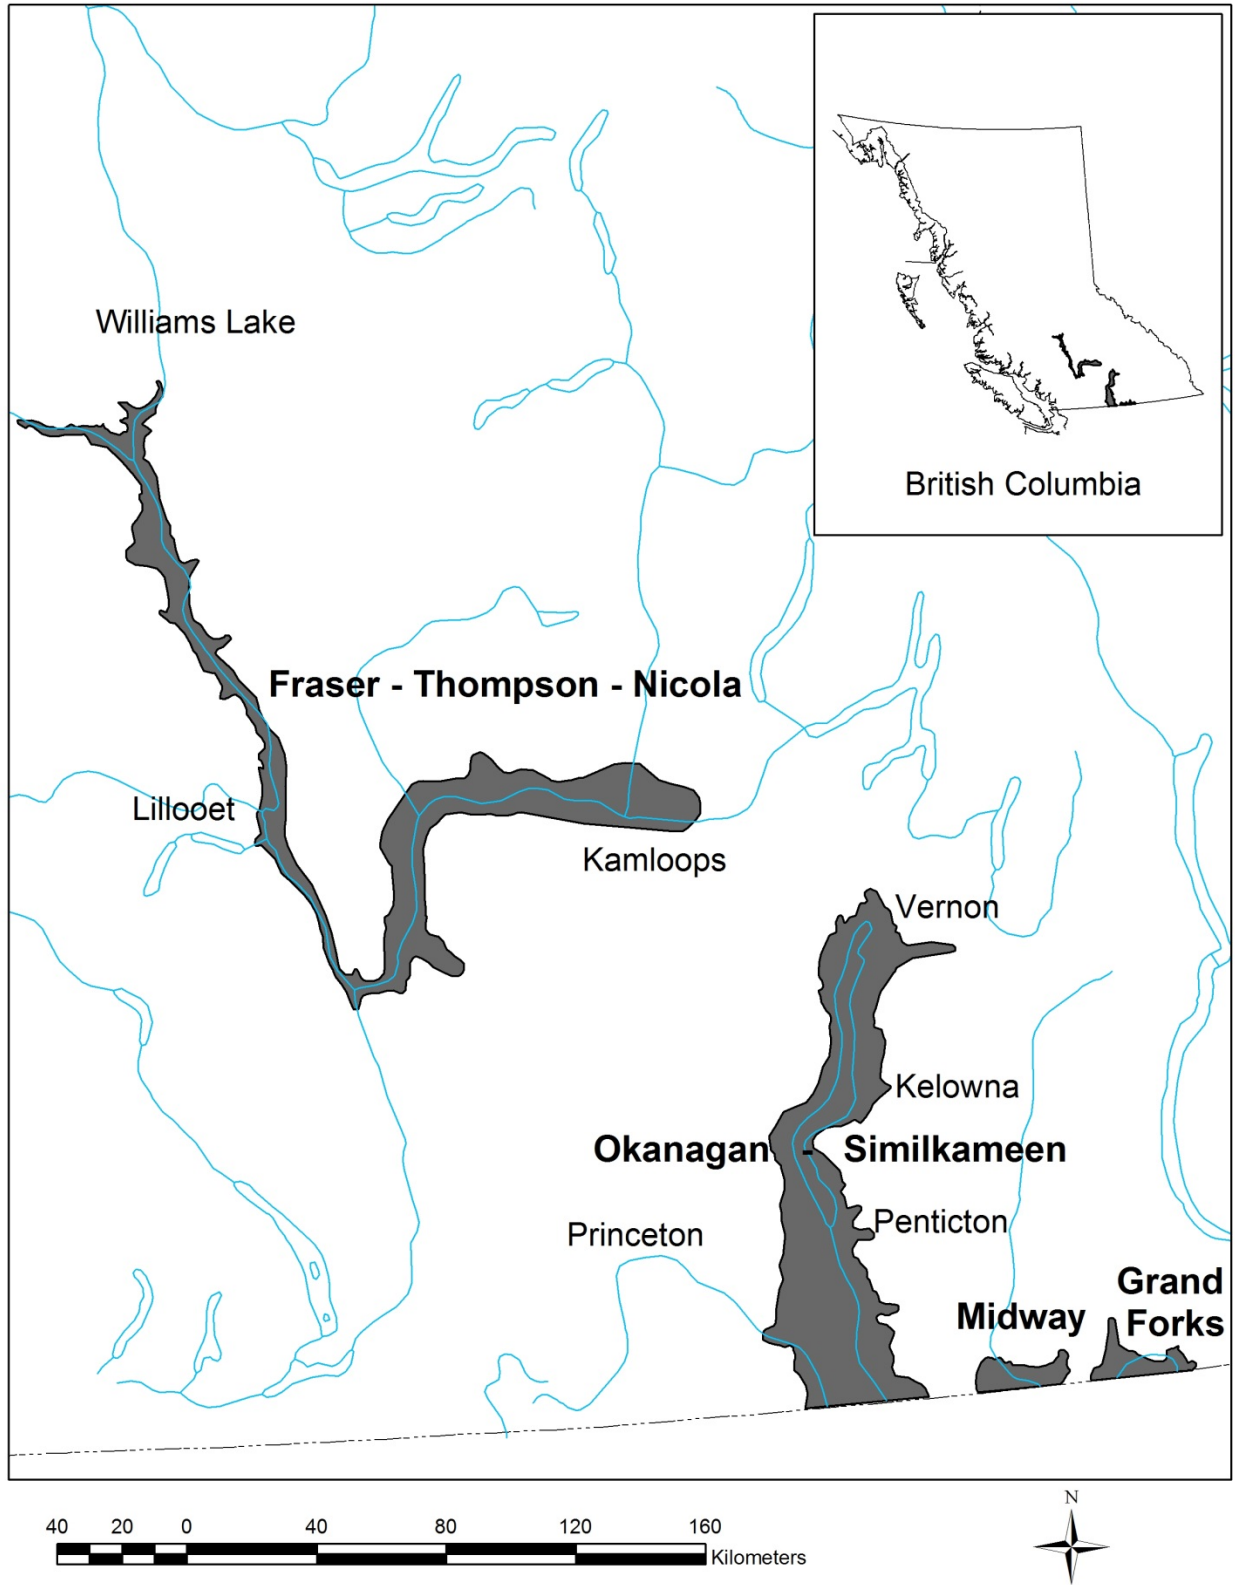 British Columbia
Williams Lake
Fraser - Thompson - Nicola
Lillooet
Kamloops
Vernon
Kelowna
Okanagan - Similkameen
Penticton
Princeton
Grand
Forks
Midway
N
40 20 0 40 80 120 160
Kilometers